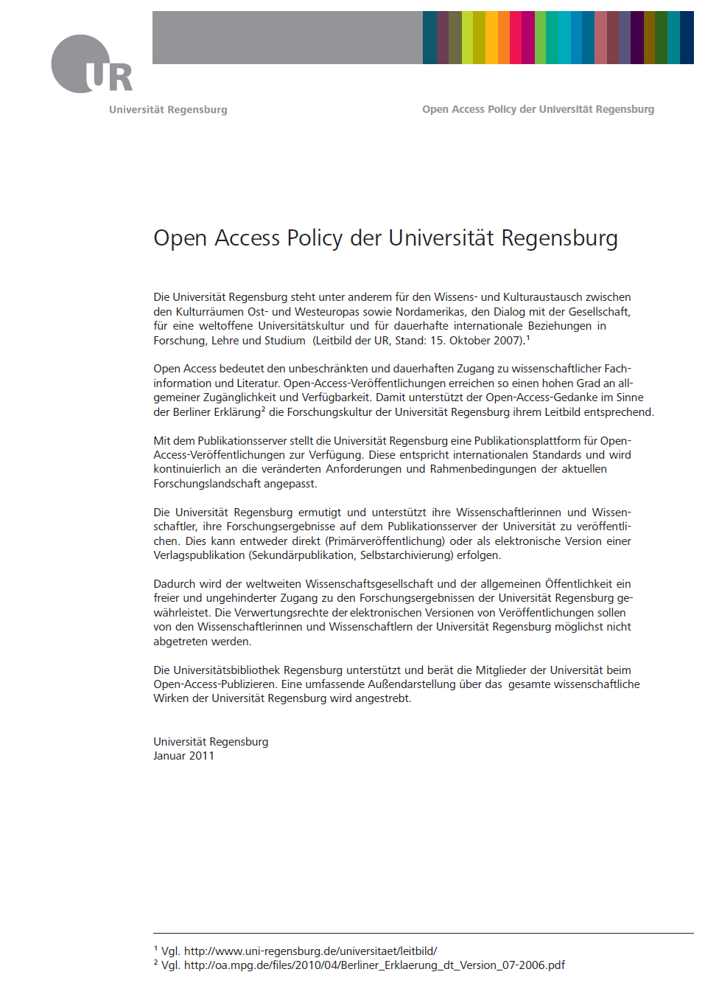 UR
Universität Regensburg
Open Access Policy der Universität Regensburg
Open Access Policy der Universität Regensburg
Die Universität Regensburg steht unter anderem für den Wissens- und Kulturaustausch zwischen
den Kulturräumen Ost- und Westeuropas sowie Nordamerikas, den Dialog mit der Gesellschaft,
für eine weltoffene Universitätskultur und für dauerhafte internationale Beziehungen in
Forschung, Lehre und Studium (Leitbild der UR, Stand: 15. Oktober 2007).¹
Open Access bedeutet den unbeschränkten und dauerhaften Zugang zu wissenschaftlicher Fach-
information und Literatur. Open-Access-Veröffentlichungen erreichen so einen hohen Grad an all-
gemeiner Zugänglichkeit und Verfügbarkeit. Damit unterstützt der Open-Access-Gedanke im Sinne
der Berliner Erklärung² die Forschungskultur der Universität Regensburg ihrem Leitbild entsprechend.
Mit dem Publikationsserver stellt die Universität Regensburg eine Publikationsplattform für Open-
Access-Veröffentlichungen zur Verfügung. Diese entspricht internationalen Standards und wird
kontinuierlich an die veränderten Anforderungen und Rahmenbedingungen der aktuellen
Forschungslandschaft angepasst.
Die Universität Regensburg ermutigt und unterstützt ihre Wissenschaftlerinnen und Wissen-
schaftler, ihre Forschungsergebnisse auf dem Publikationsserver der Universität zu veröffentli-
chen. Dies kann entweder direkt (Primärveröffentlichung) oder als elektronische Version einer
Verlagspublikation (Sekundärpublikation, Selbstarchivierung) erfolgen.
Dadurch wird der weltweiten Wissenschaftsgesellschaft und der allgemeinen Öffentlichkeit ein
freier und ungehinderter Zugang zu den Forschungsergebnissen der Universität Regensburg ge-
währleistet. Die Verwertungsrechte der elektronischen Versionen von Veröffentlichungen sollen
von den Wissenschaftlerinnen und Wissenschaftlern der Universität Regensburg möglichst nicht
abgetreten werden.
Die Universitätsbibliothek Regensburg unterstützt und berät die Mitglieder der Universität beim
Open-Access-Publizieren. Eine umfassende Außendarstellung über das gesamte wissenschaftliche
Wirken der Universität Regensburg wird angestrebt.
Universität Regensburg
Januar 2011
¹ Vgl. http://www.uni-regensburg.de/universitaet/leitbild/
² Vgl. http://oa.mpg.de/files/2010/04/Berliner_Erklaerung_dt_Version_07-2006.pdf